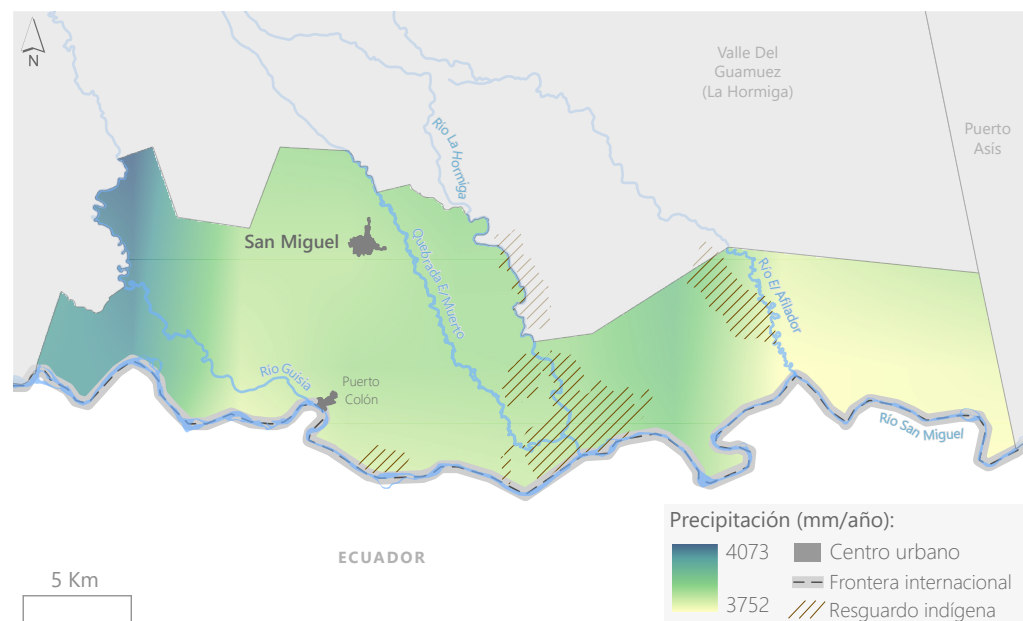 N
Valle Del
Guamuez
(La Hormiga)
Puerto
Asís
Río La Hormiga
San Miguel
Quebrada El Muerto
Río El Afilador
Río Guisia
Puerto
Colón
Río San Miguel
ECUADOR
5 Km
Precipitación (mm/año):
4073
3752
Centro urbano
Frontera internacional
Resguardo indígena